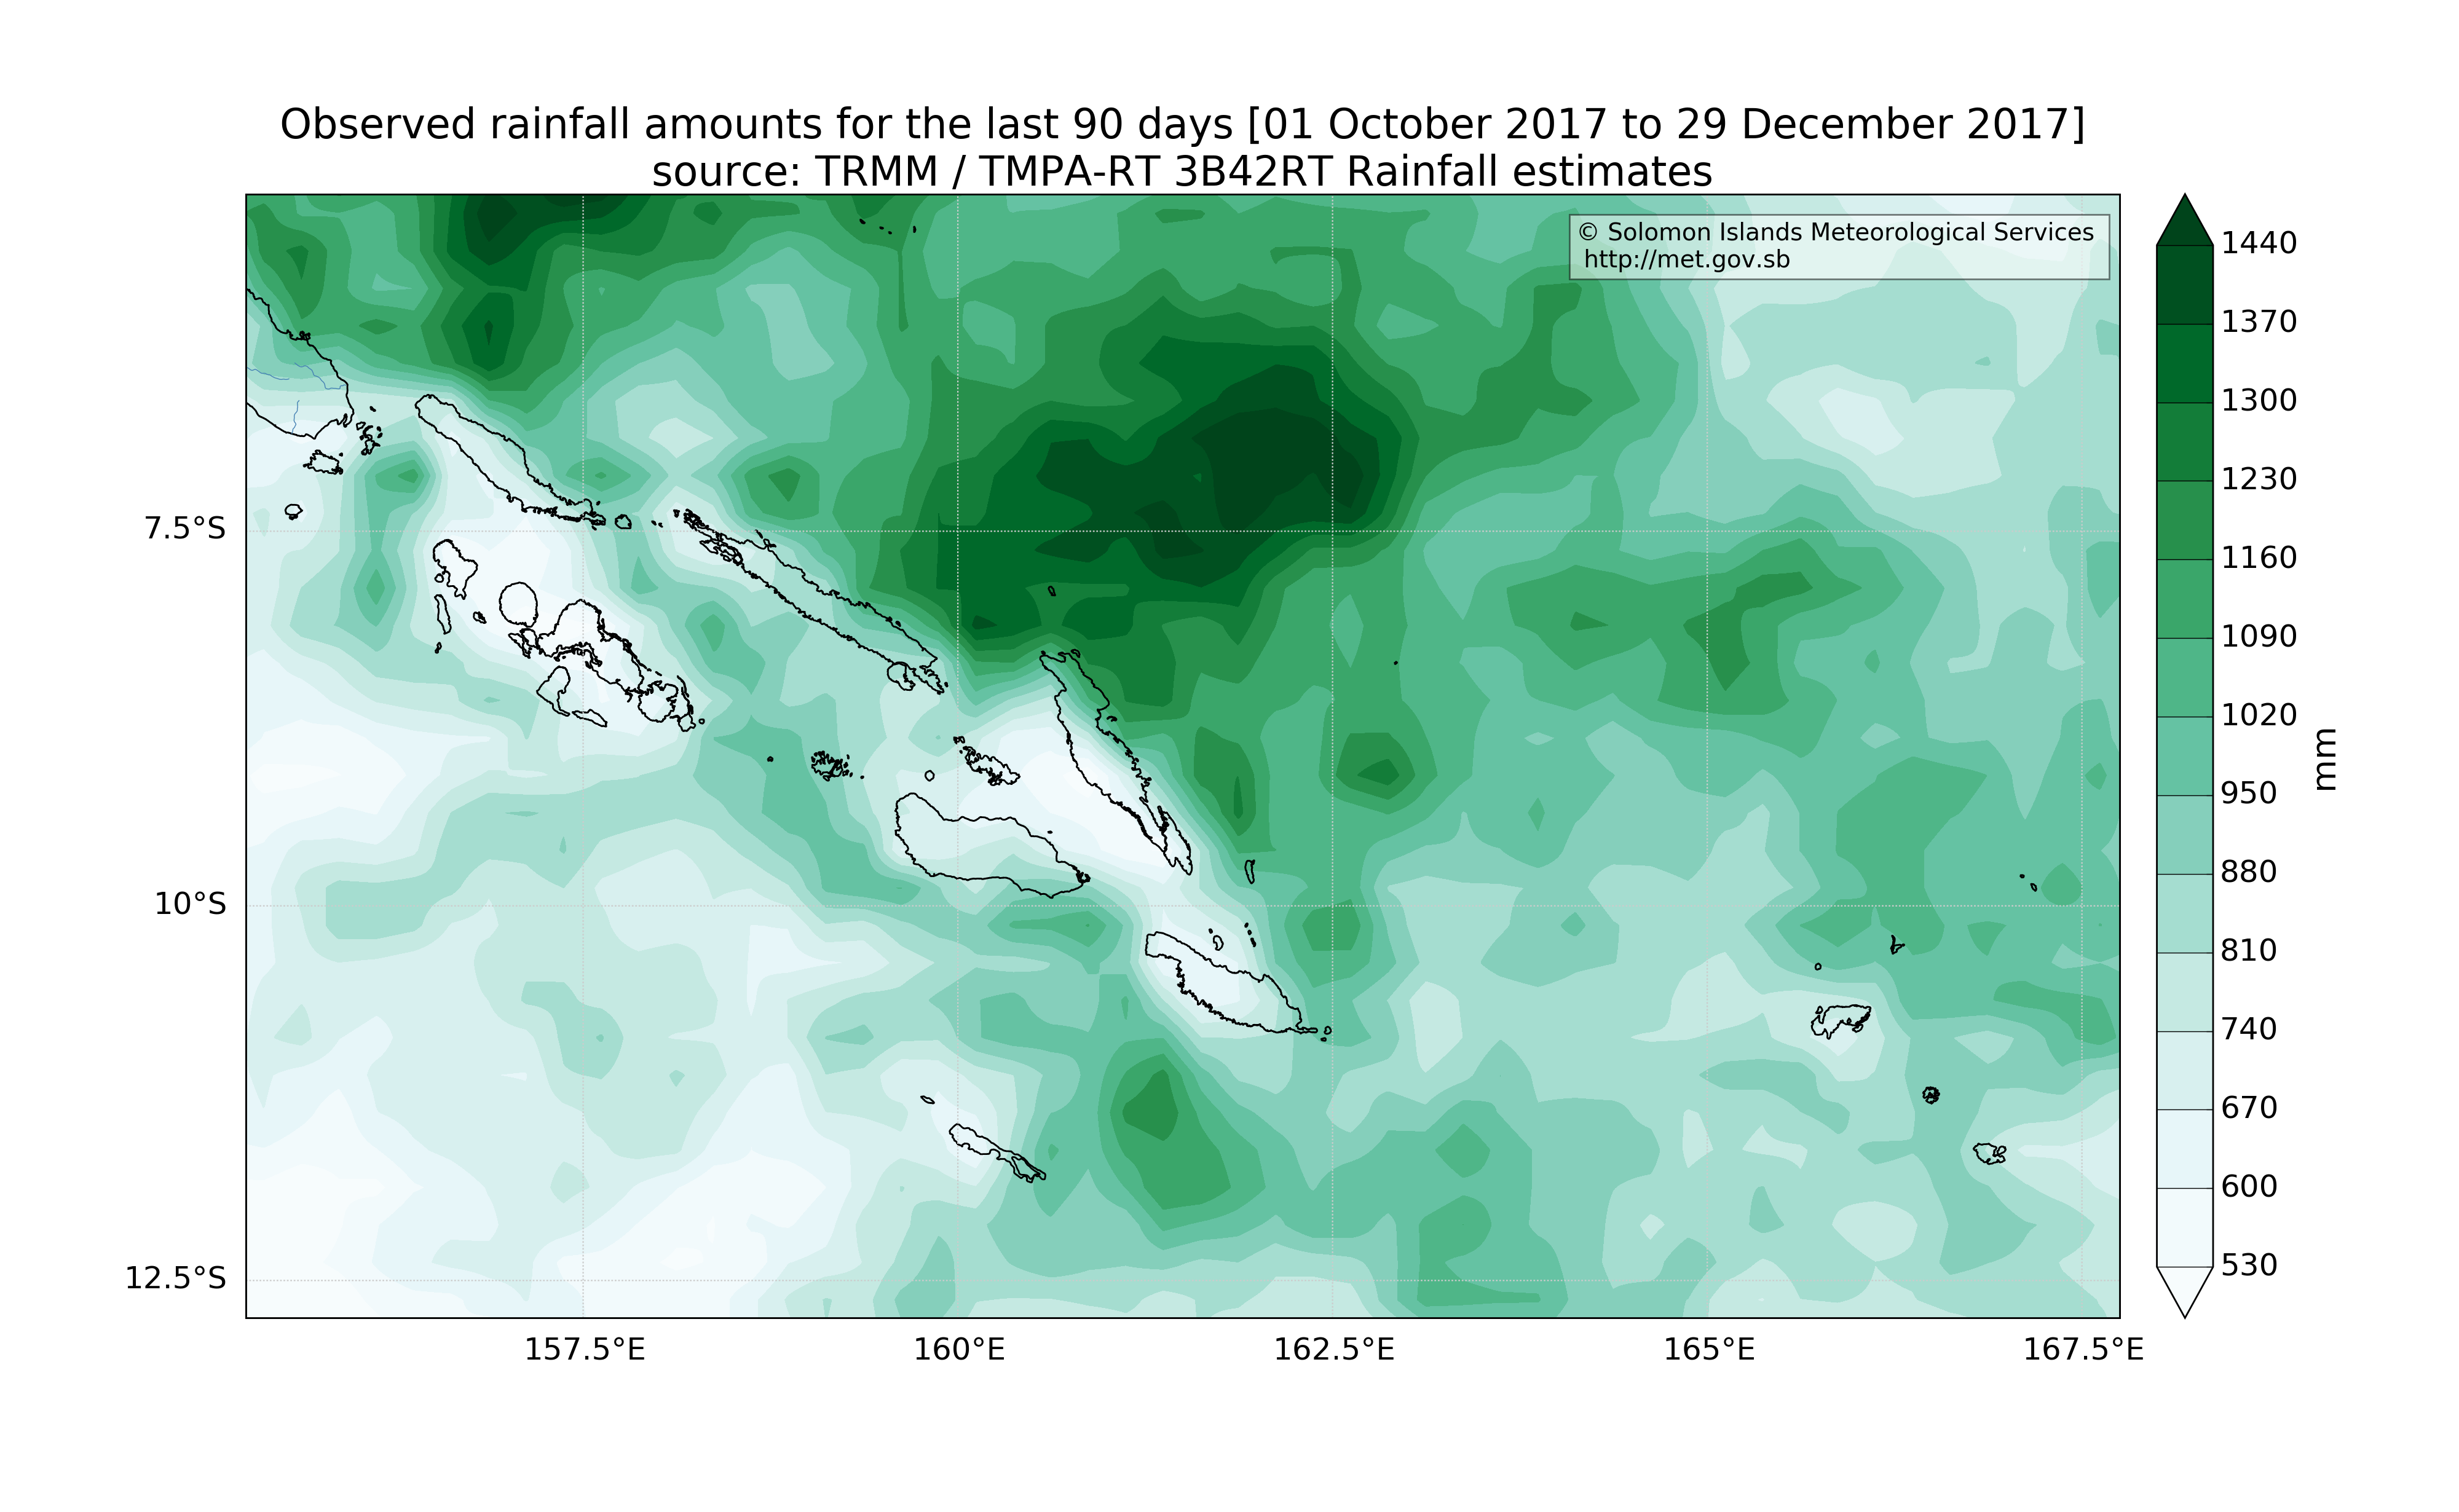 Observed rainfall amounts for the last 90 days [01 October 2017 to 29 December 2017]
source: TRMM / TMPA-RT 3B42RT Rainfall estimates
© Solomon Islands Meteorological Services
http://met.gov.sb
7.5°S
10°S
12.5°S
157.5°E
160°E
162.5°E
165°E
167.5°E
1440
1370
1300
1230
1160
1090
1020
950
880
810
740
670
600
530
mm